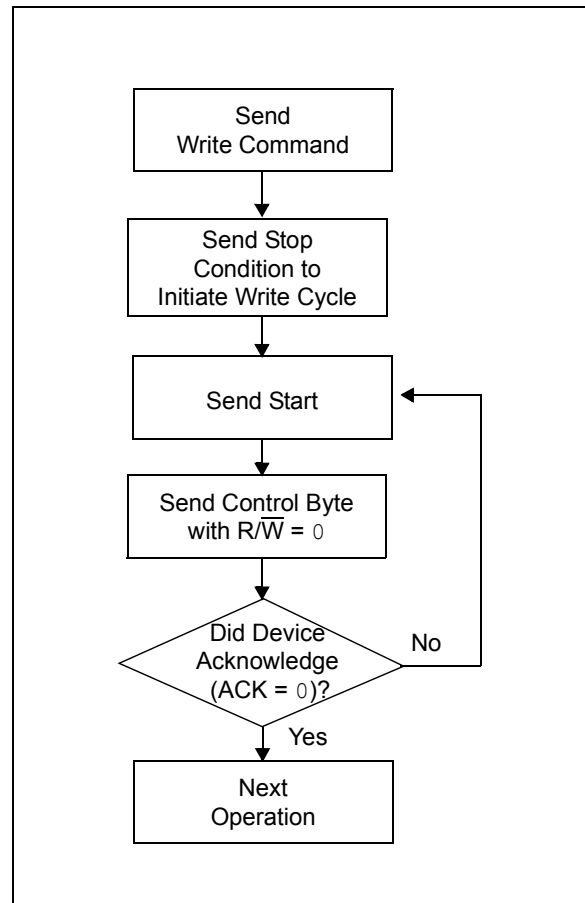 Send
Write Command
Send Stop
Condition to
Initiate Write Cycle
Send Start
Send Control Byte
with R/W̅ = 0
Did Device
Acknowledge
(ACK = 0)?
No
Yes
Next
Operation